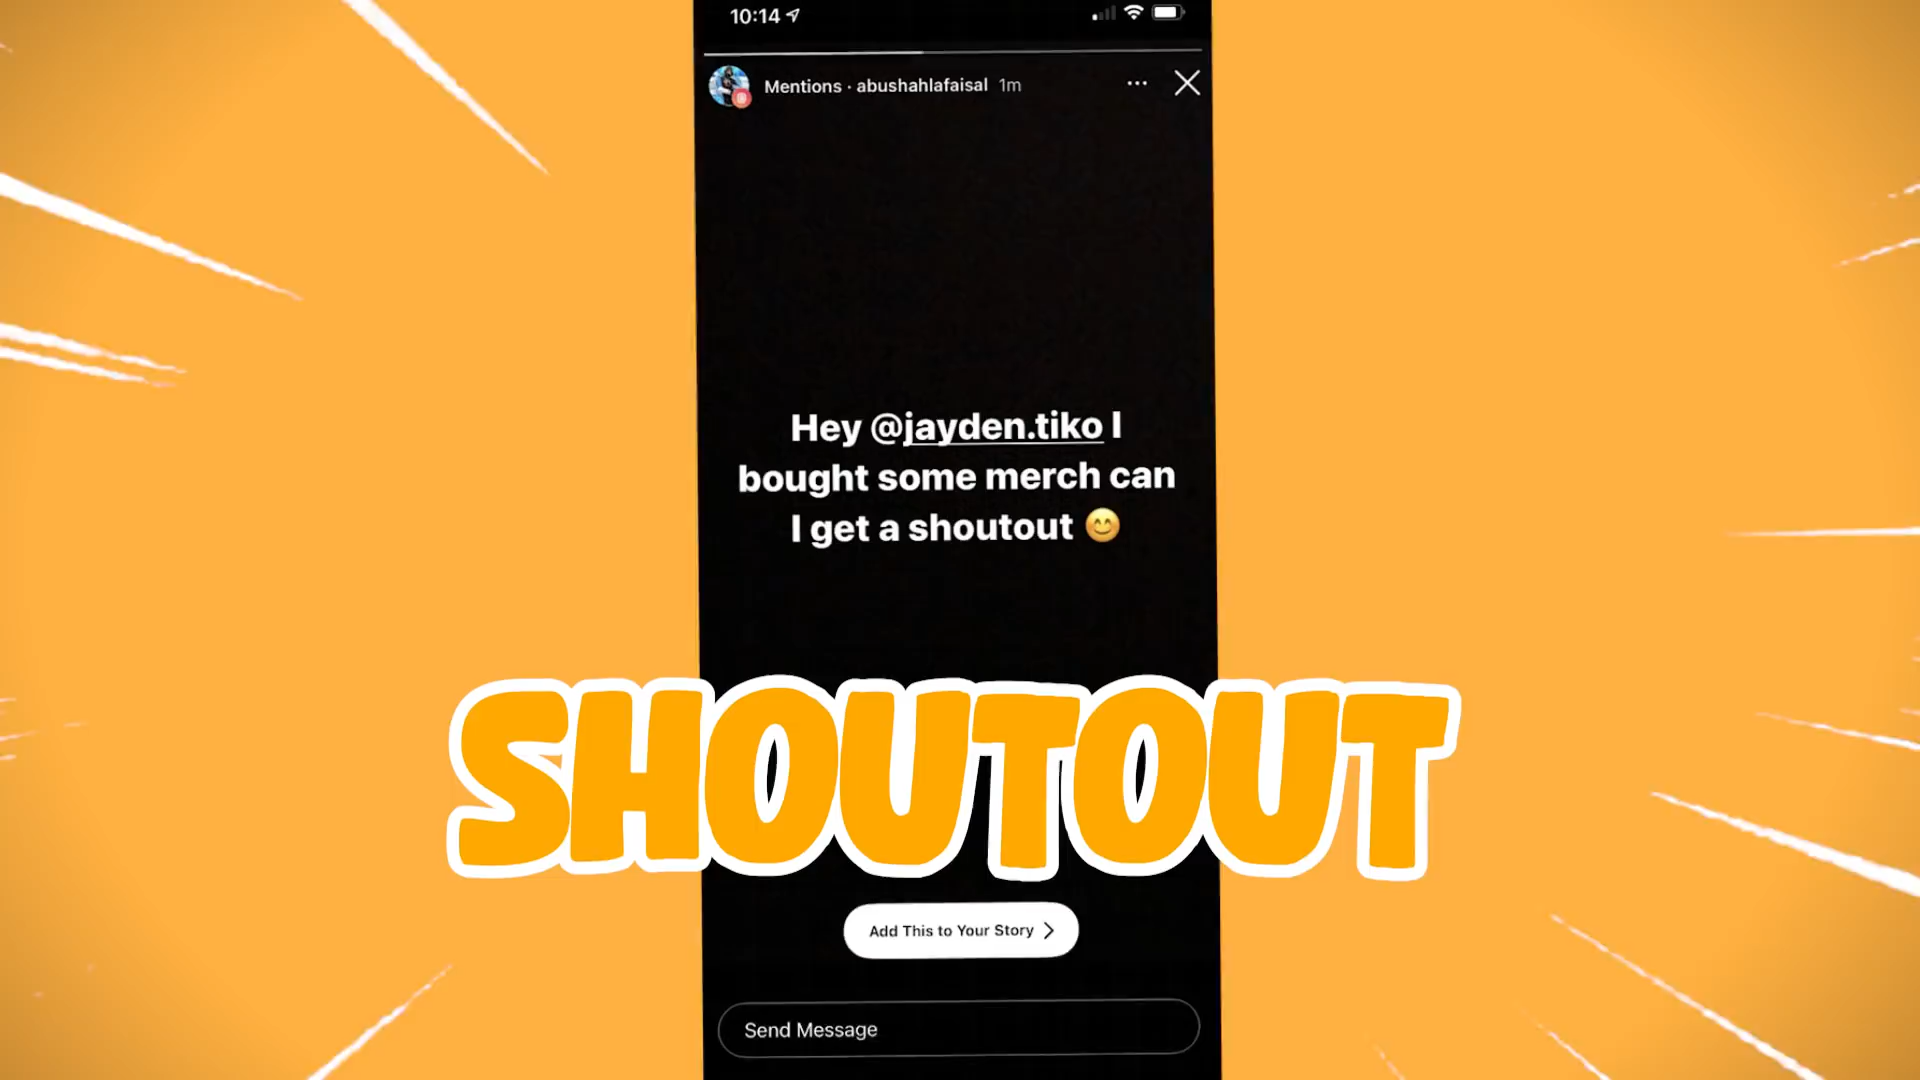 10:14
Mentions · abushahlafaisal 1m
Hey @jayden.tiko I
bought some merch can
I get a shoutout 😊
SHOUTOUT
Add This to Your Story
Send Message